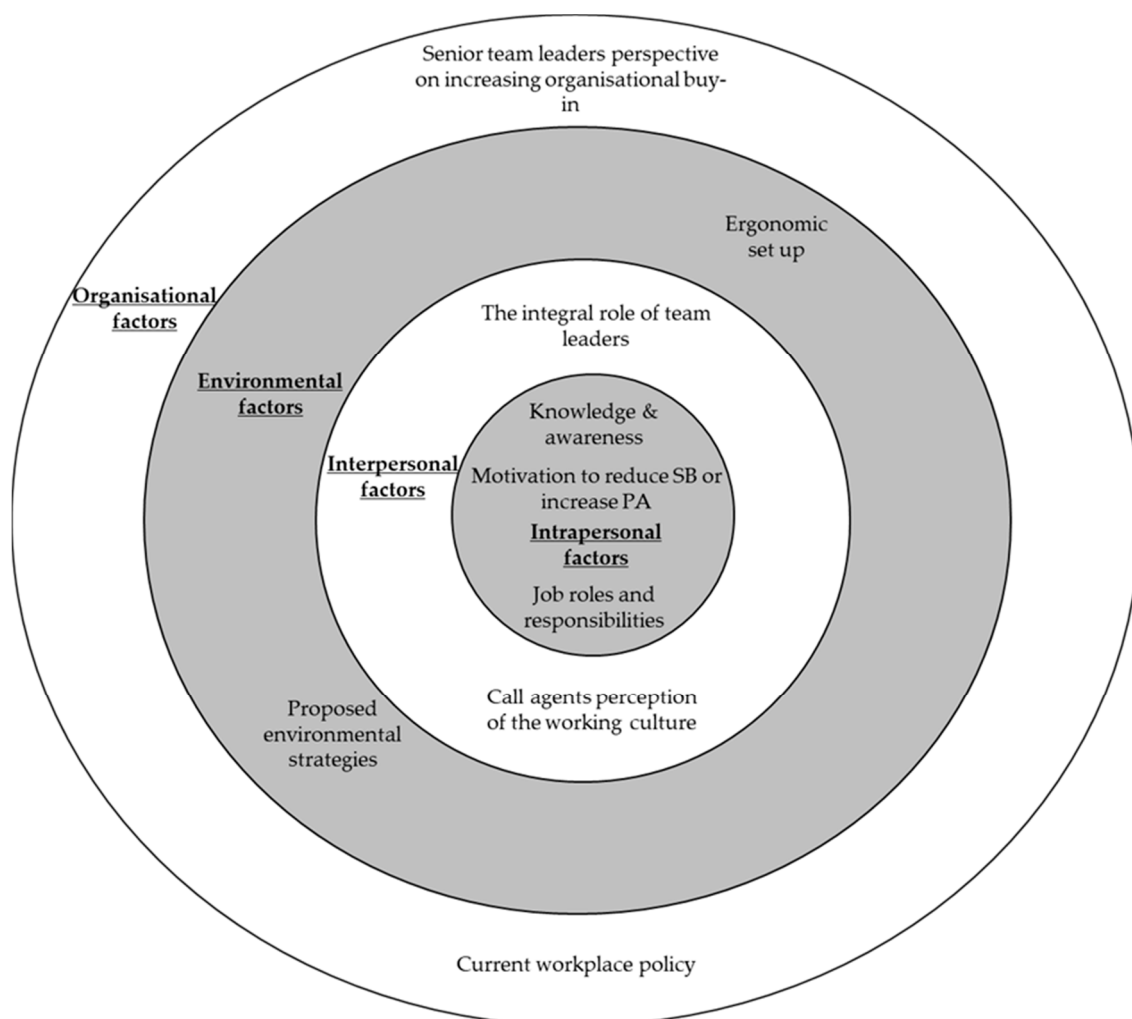 Senior team leaders perspective
on increasing organisational buy-
in
Ergonomic
set up
Organisational
factors
The integral role of team
leaders
Environmental
factors
Knowledge &
awareness
Interpersonal
factors
Motivation to reduce SB or
increase PA
Intrapersonal
factors
Job roles and
responsibilities
Call agents perception
of the working culture
Proposed
environmental
strategies
Current workplace policy